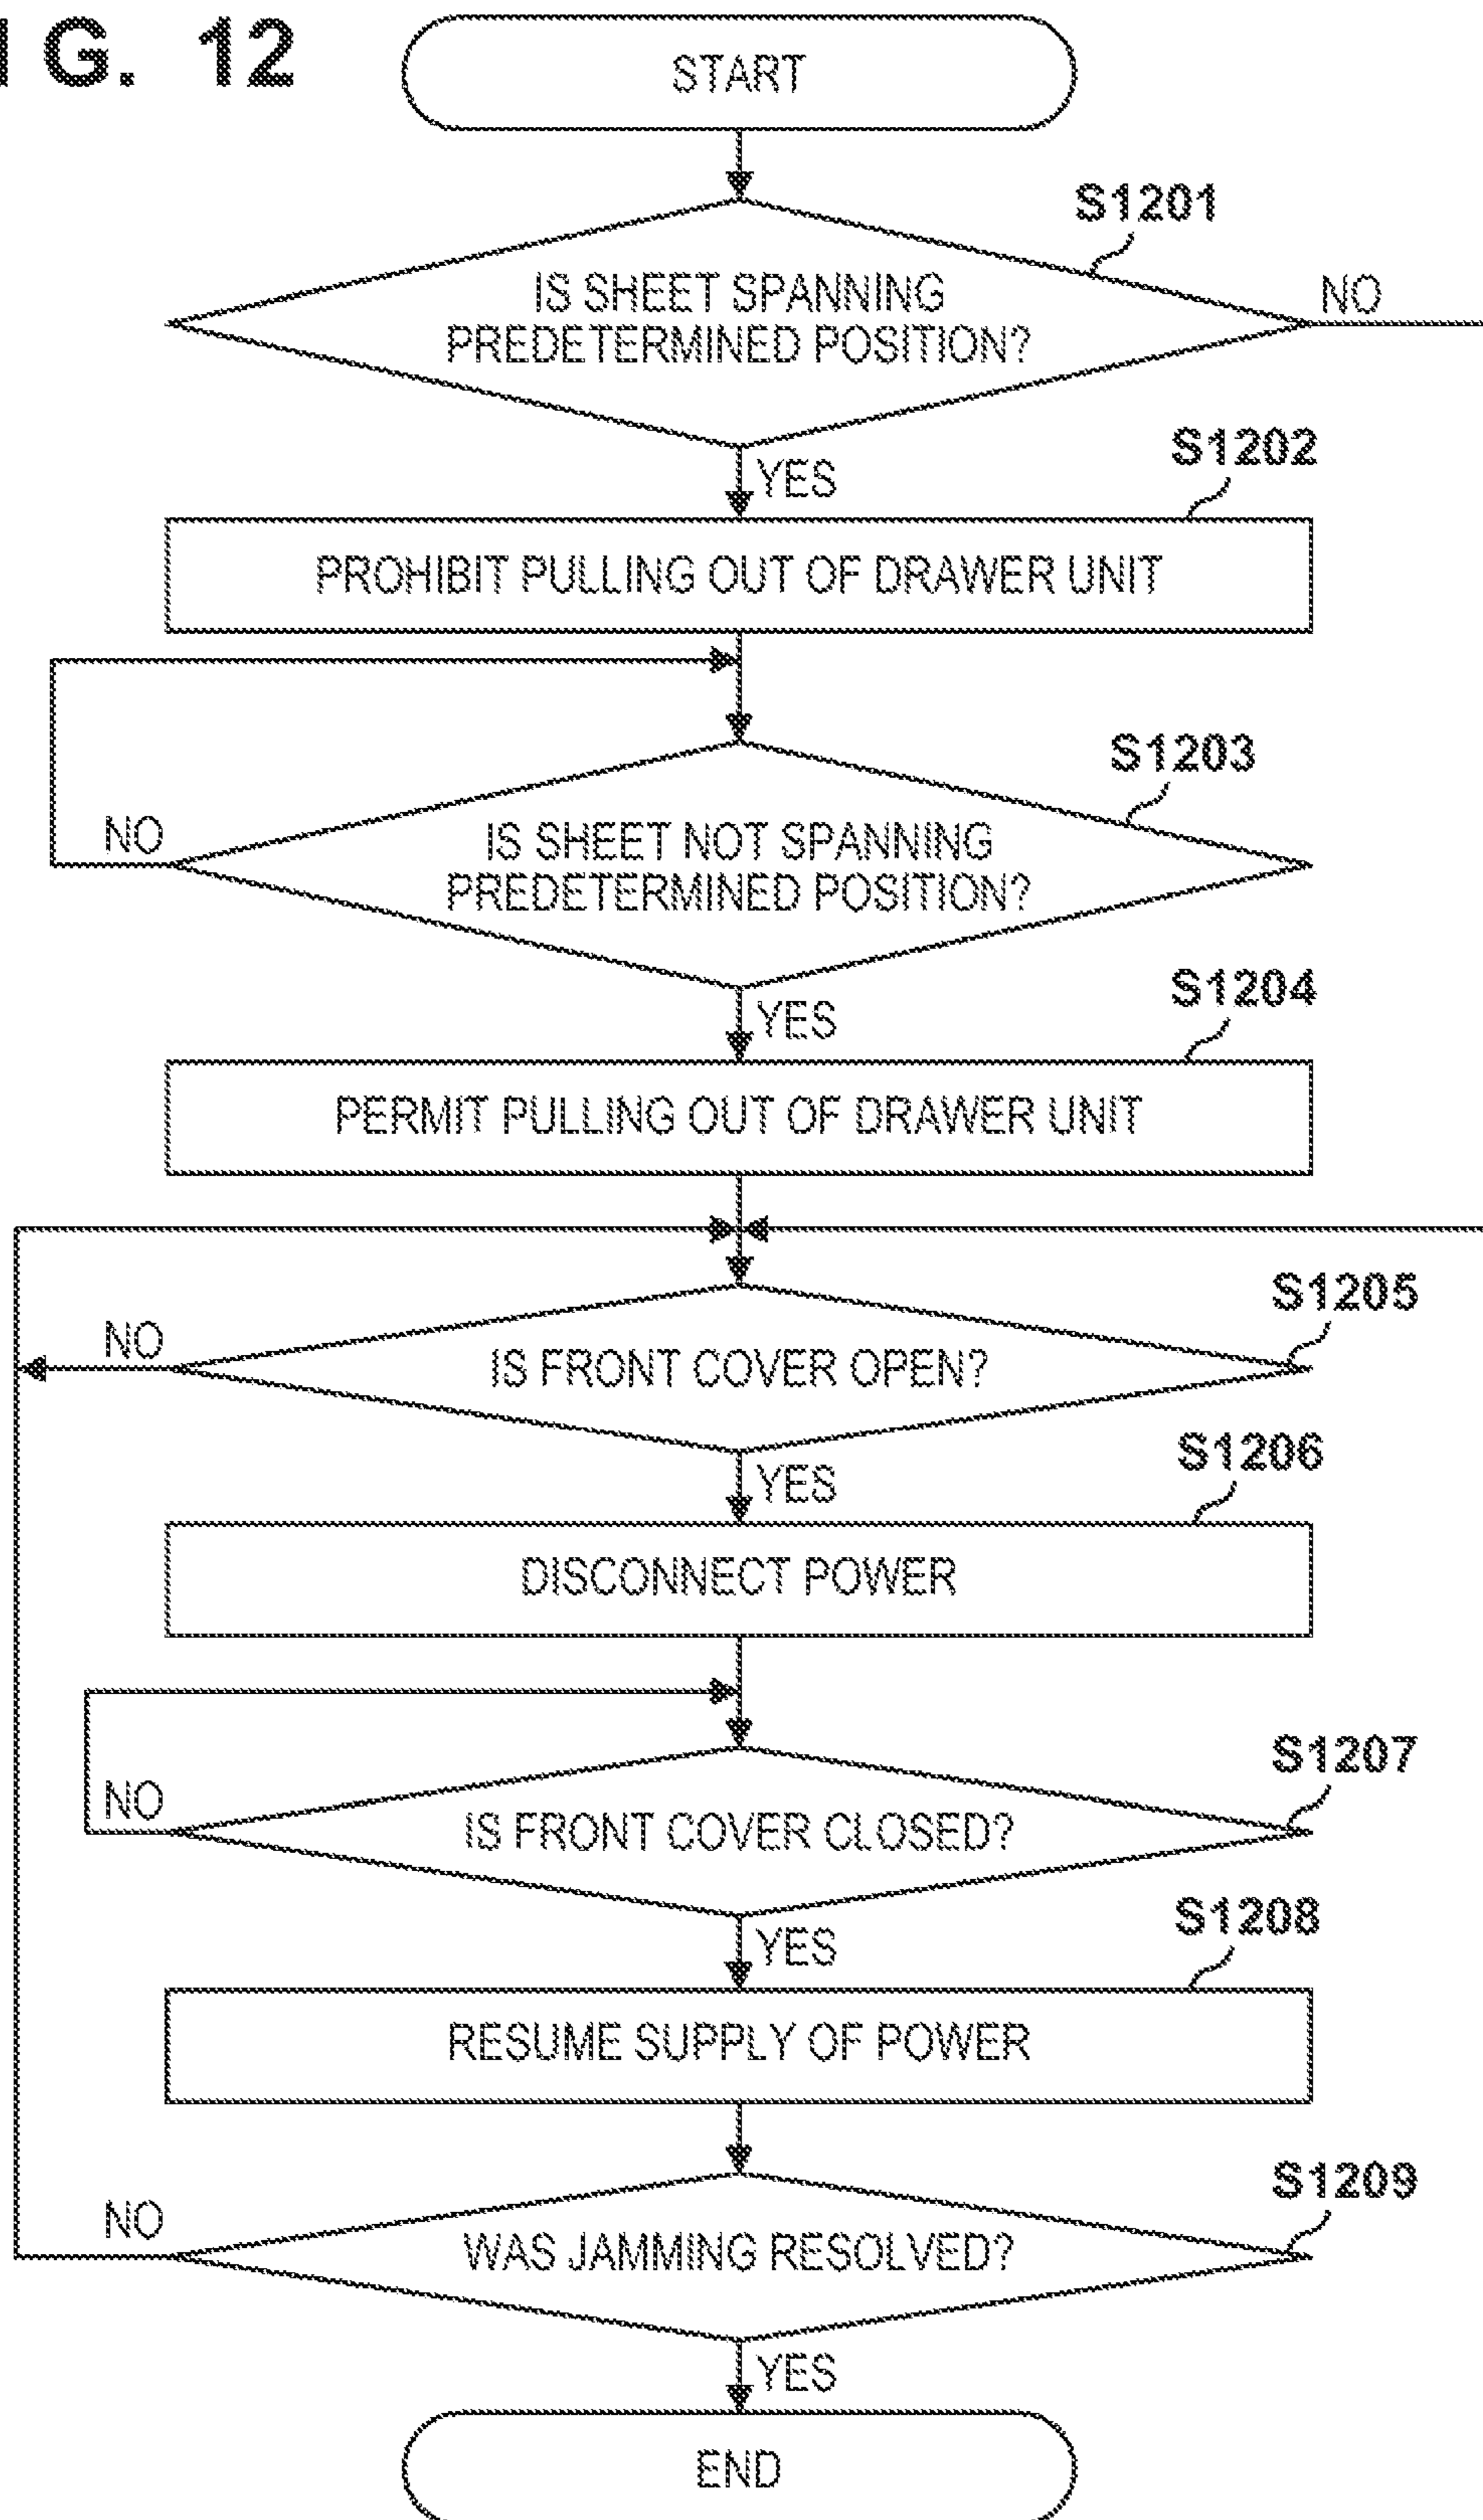 IG. 12
START
S1201
IS SHEET SPANNING
PREDETERMINED POSITION?
NO
YES
S1202
PROHIBIT PULLING OUT OF DRAWER UNIT
S1203
IS SHEET NOT SPANNING
PREDETERMINED POSITION?
NO
YES
S1204
PERMIT PULLING OUT OF DRAWER UNIT
S1205
IS FRONT COVER OPEN?
NO
YES
S1206
DISCONNECT POWER
S1207
IS FRONT COVER CLOSED?
NO
YES
S1208
RESUME SUPPLY OF POWER
S1209
WAS JAMMING RESOLVED?
NO
YES
END